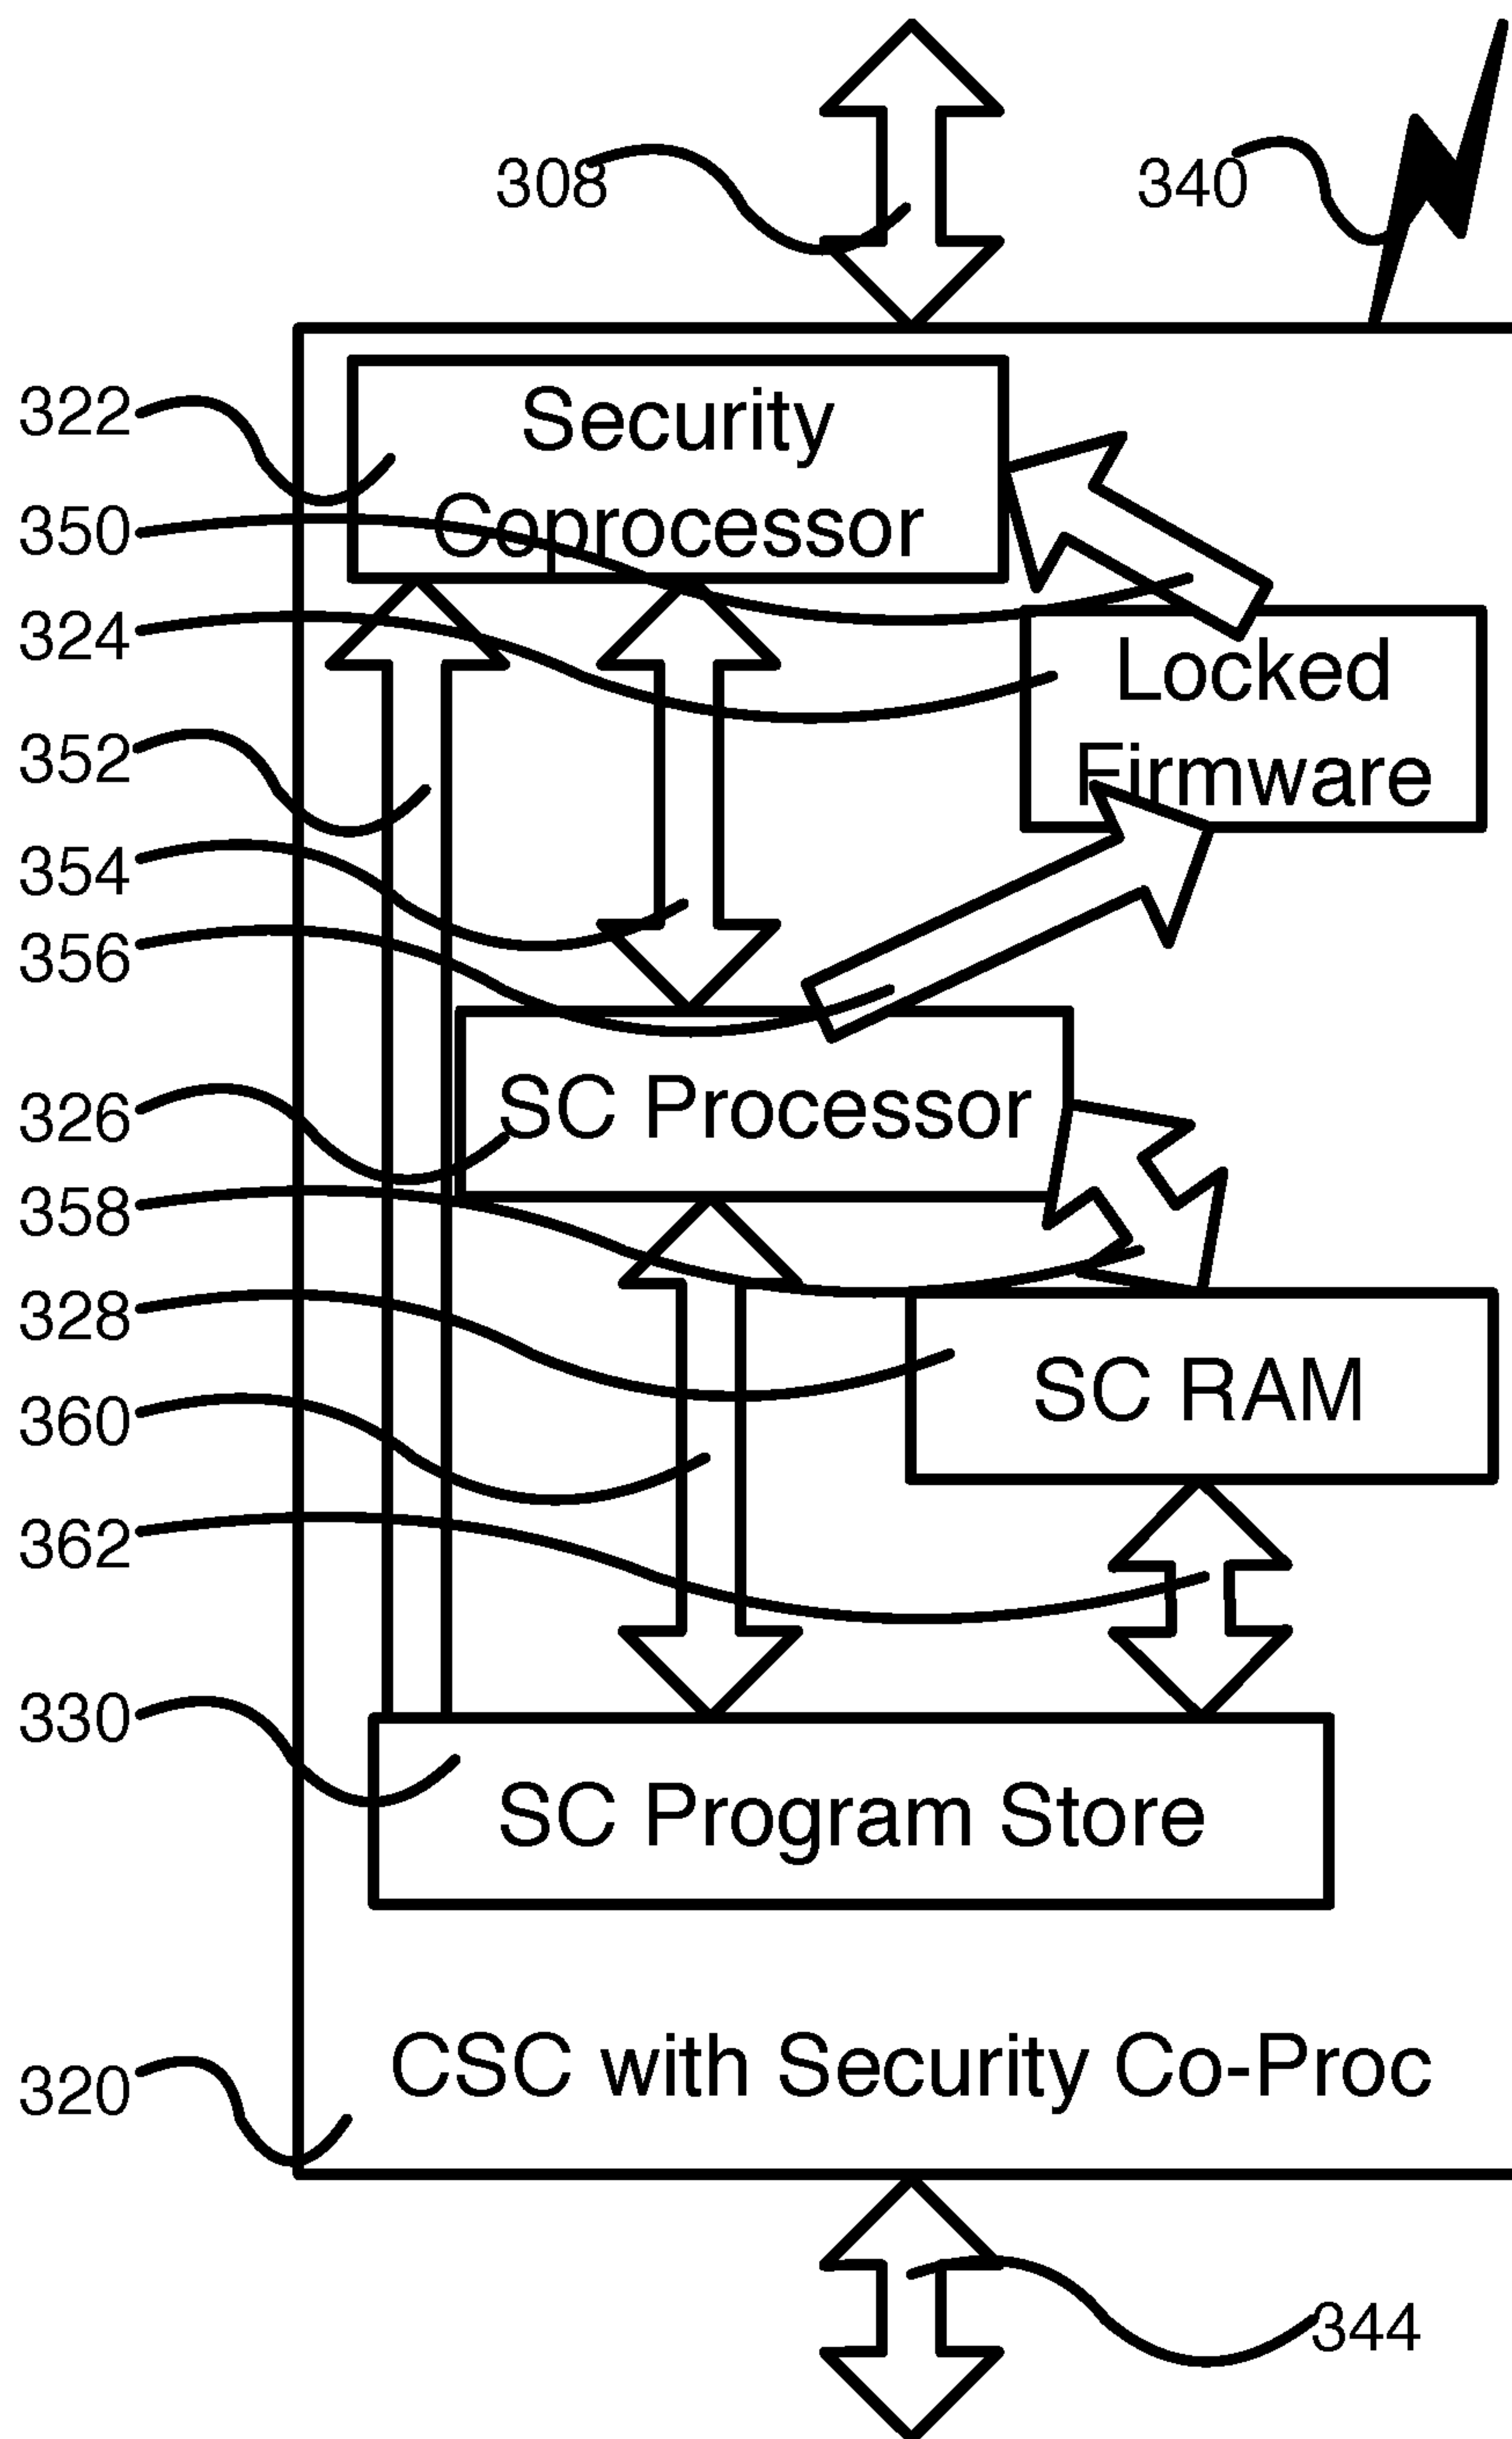 308
340
322
Security
Coprocessor
350
324
Locked
Firmware
352
354
356
326
SC Processor
358
328
SC RAM
360
362
330
SC Program Store
CSC with Security Co-Proc
320
344